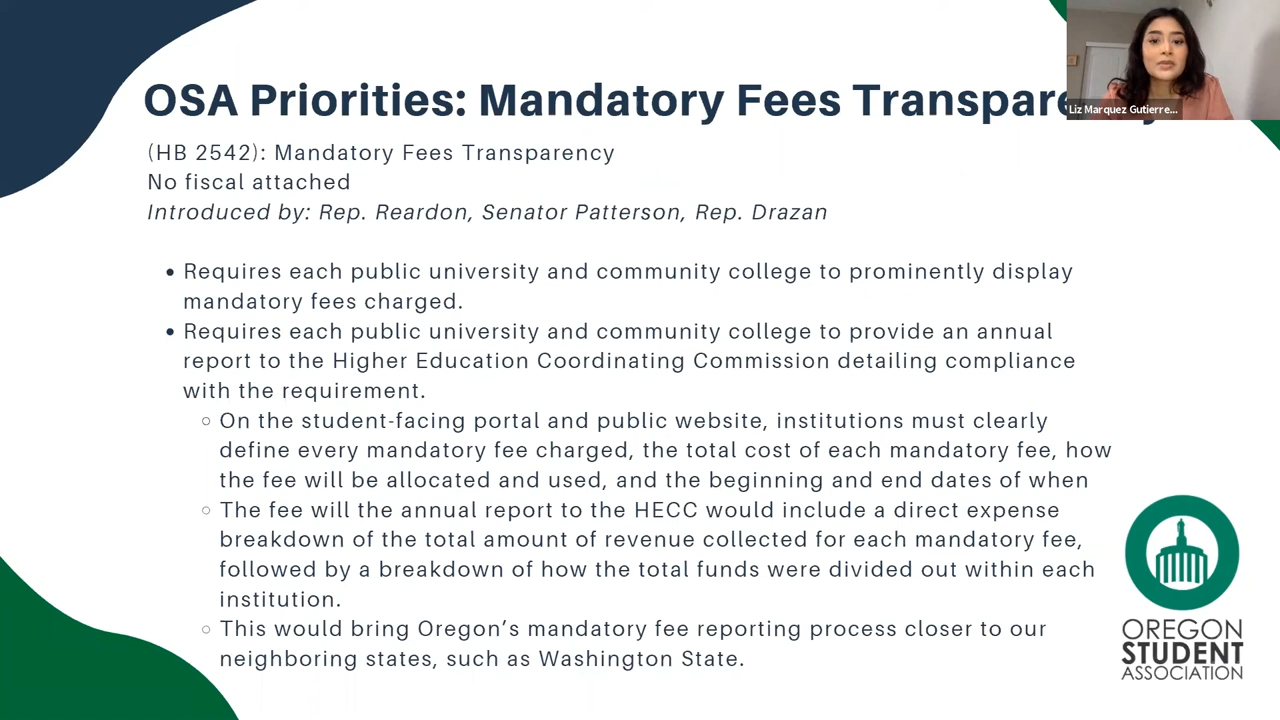 OSA Priorities: Mandatory Fees Transpare
Liz Marquez Gutierre...
(HB 2542): Mandatory Fees Transparency
No fiscal attached
Introduced by: Rep. Reardon, Senator Patterson, Rep. Drazan
• Requires each public university and community college to prominently display
mandatory fees charged.
• Requires each public university and community college to provide an annual
report to the Higher Education Coordinating Commission detailing compliance
with the requirement.
○ On the student-facing portal and public website, institutions must clearly
define every mandatory fee charged, the total cost of each mandatory fee, how
the fee will be allocated and used, and the beginning and end dates of when
○ The fee will the annual report to the HECC would include a direct expense
breakdown of the total amount of revenue collected for each mandatory fee,
followed by a breakdown of how the total funds were divided out within each
institution.
○ This would bring Oregon’s mandatory fee reporting process closer to our
neighboring states, such as Washington State.
OREGON
STUDENT
ASSOCIATION